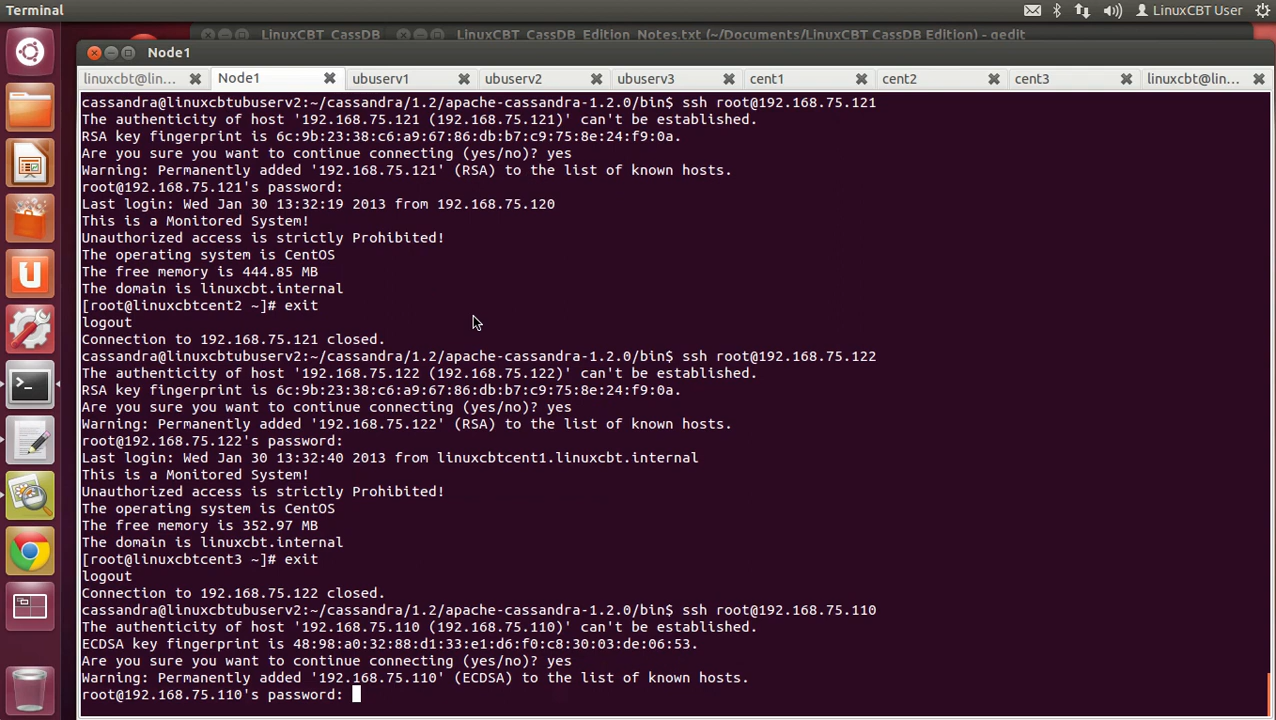 Terminal
LinuxCBT User
LinuxCBT_CassDB
LinuxCBT_CassDB_Edition_Notes.txt (~/Documents/LinuxCBT CassDB Edition) - gedit
Node1
linuxcbt@lin...
Node1
ubuserv1
ubuserv2
ubuserv3
cent1
cent2
cent3
linuxcbt@lin...
cassandra@linuxcbtubuserv2:~/cassandra/1.2/apache-cassandra-1.2.0/bin$ ssh root@192.168.75.121
The authenticity of host '192.168.75.121 (192.168.75.121)' can't be established.
RSA key fingerprint is 6c:9b:23:38:c6:a9:67:86:db:b7:c9:75:8e:24:f9:0a.
Are you sure you want to continue connecting (yes/no)? yes
Warning: Permanently added '192.168.75.121' (RSA) to the list of known hosts.
root@192.168.75.121's password:
Last login: Wed Jan 30 13:32:19 2013 from 192.168.75.120
This is a Monitored System!
Unauthorized access is strictly Prohibited!
The operating system is CentOS
The free memory is 444.85 MB
The domain is linuxcbt.internal
[root@linuxcbtcent2 ~]# exit
logout
Connection to 192.168.75.121 closed.
cassandra@linuxcbtubuserv2:~/cassandra/1.2/apache-cassandra-1.2.0/bin$ ssh root@192.168.75.122
The authenticity of host '192.168.75.122 (192.168.75.122)' can't be established.
RSA key fingerprint is 6c:9b:23:38:c6:a9:67:86:db:b7:c9:75:8e:24:f9:0a.
Are you sure you want to continue connecting (yes/no)? yes
Warning: Permanently added '192.168.75.122' (RSA) to the list of known hosts.
root@192.168.75.122's password:
Last login: Wed Jan 30 13:32:40 2013 from linuxcbtcent1.linuxcbt.internal
This is a Monitored System!
Unauthorized access is strictly Prohibited!
The operating system is CentOS
The free memory is 352.97 MB
The domain is linuxcbt.internal
[root@linuxcbtcent3 ~]# exit
logout
Connection to 192.168.75.122 closed.
cassandra@linuxcbtubuserv2:~/cassandra/1.2/apache-cassandra-1.2.0/bin$ ssh root@192.168.75.110
The authenticity of host '192.168.75.110 (192.168.75.110)' can't be established.
ECDSA key fingerprint is 48:98:a0:32:88:d1:33:e1:d6:f0:c8:30:03:de:06:53.
Are you sure you want to continue connecting (yes/no)? yes
Warning: Permanently added '192.168.75.110' (ECDSA) to the list of known hosts.
root@192.168.75.110's password: